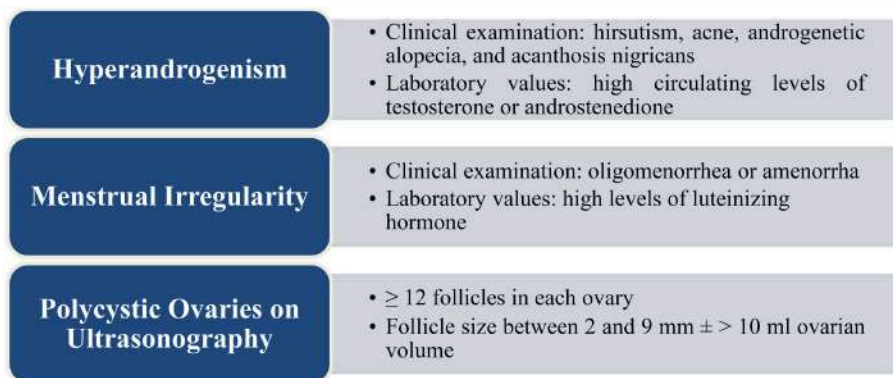 Hyperandrogenism
• Clinical examination: hirsutism, acne, androgenetic
alopecia, and acanthosis nigricans
• Laboratory values: high circulating levels of
testosterone or androstenedione
Menstrual Irregularity
• Clinical examination: oligomenorrhea or amenorrha
• Laboratory values: high levels of luteinizing
hormone
Polycystic Ovaries on
Ultrasonography
• ≥ 12 follicles in each ovary
• Follicle size between 2 and 9 mm ± > 10 ml ovarian
volume